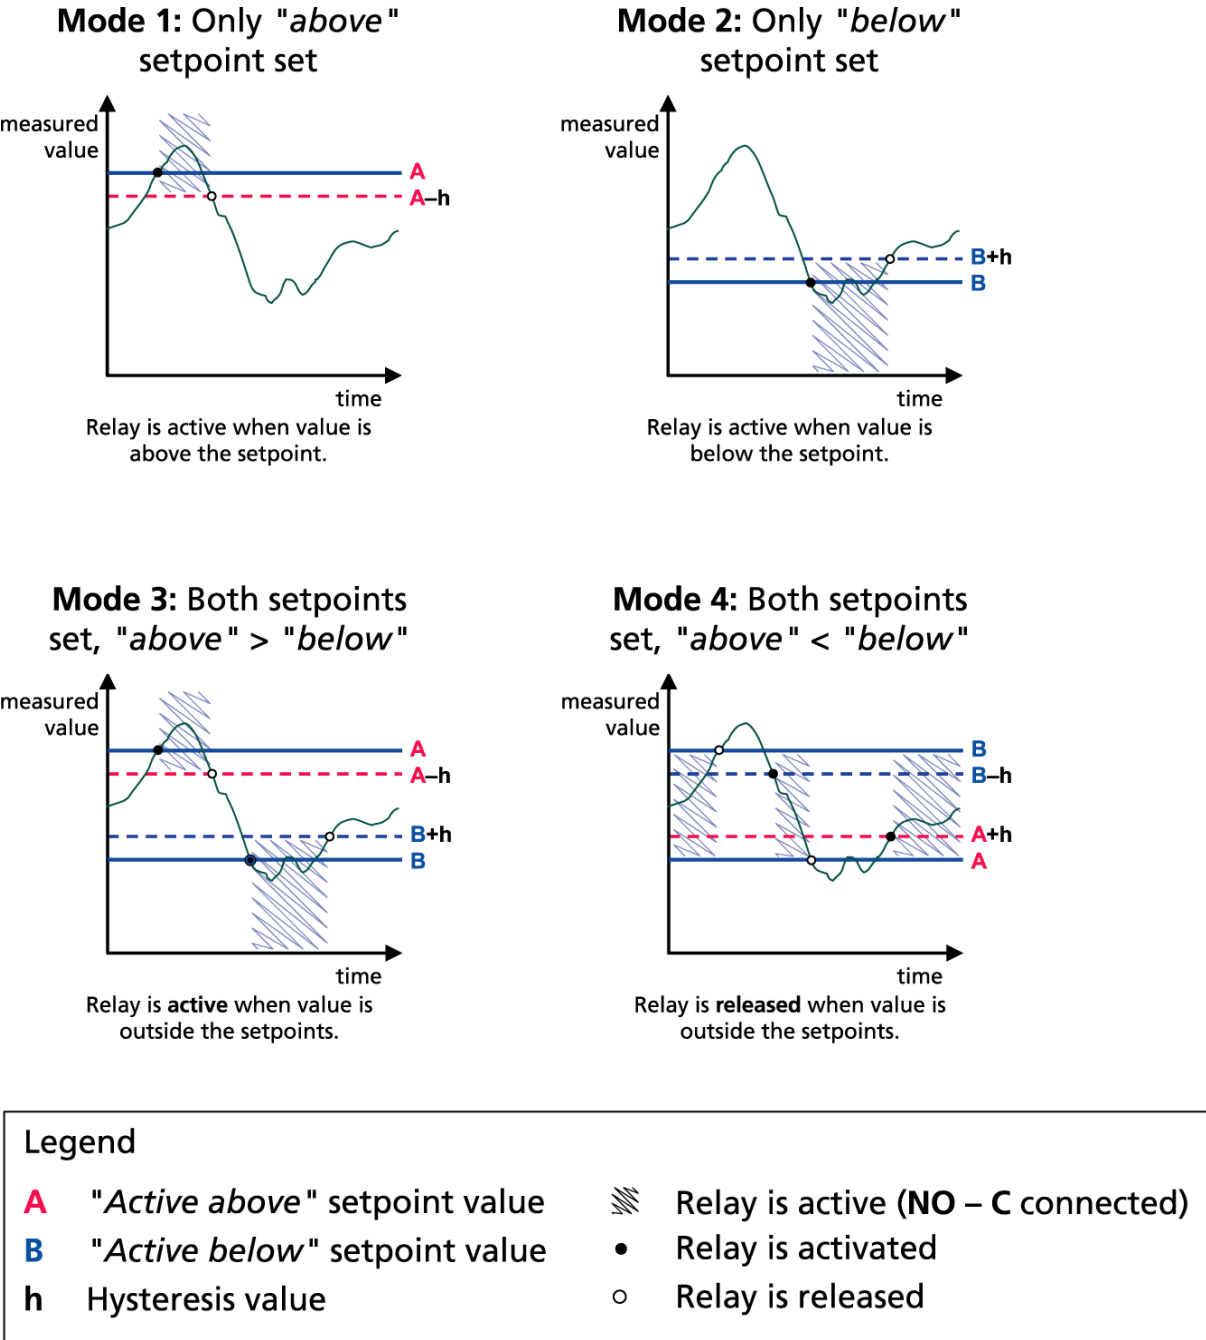 Mode 1: Only "above"
setpoint set
measured
value
A
A–h
time
Relay is active when value is
above the setpoint.
Mode 2: Only "below"
setpoint set
measured
value
B+h
B
time
Relay is active when value is
below the setpoint.
Mode 3: Both setpoints
set, "above" > "below"
measured
value
A
A–h
B+h
B
time
Relay is active when value is
outside the setpoints.
Mode 4: Both setpoints
set, "above" < "below"
measured
value
B
B–h
A+h
A
time
Relay is released when value is
outside the setpoints.
Legend
A "Active above" setpoint value
B "Active below" setpoint value
h Hysteresis value
Relay is active (NO – C connected)
Relay is activated
Relay is released